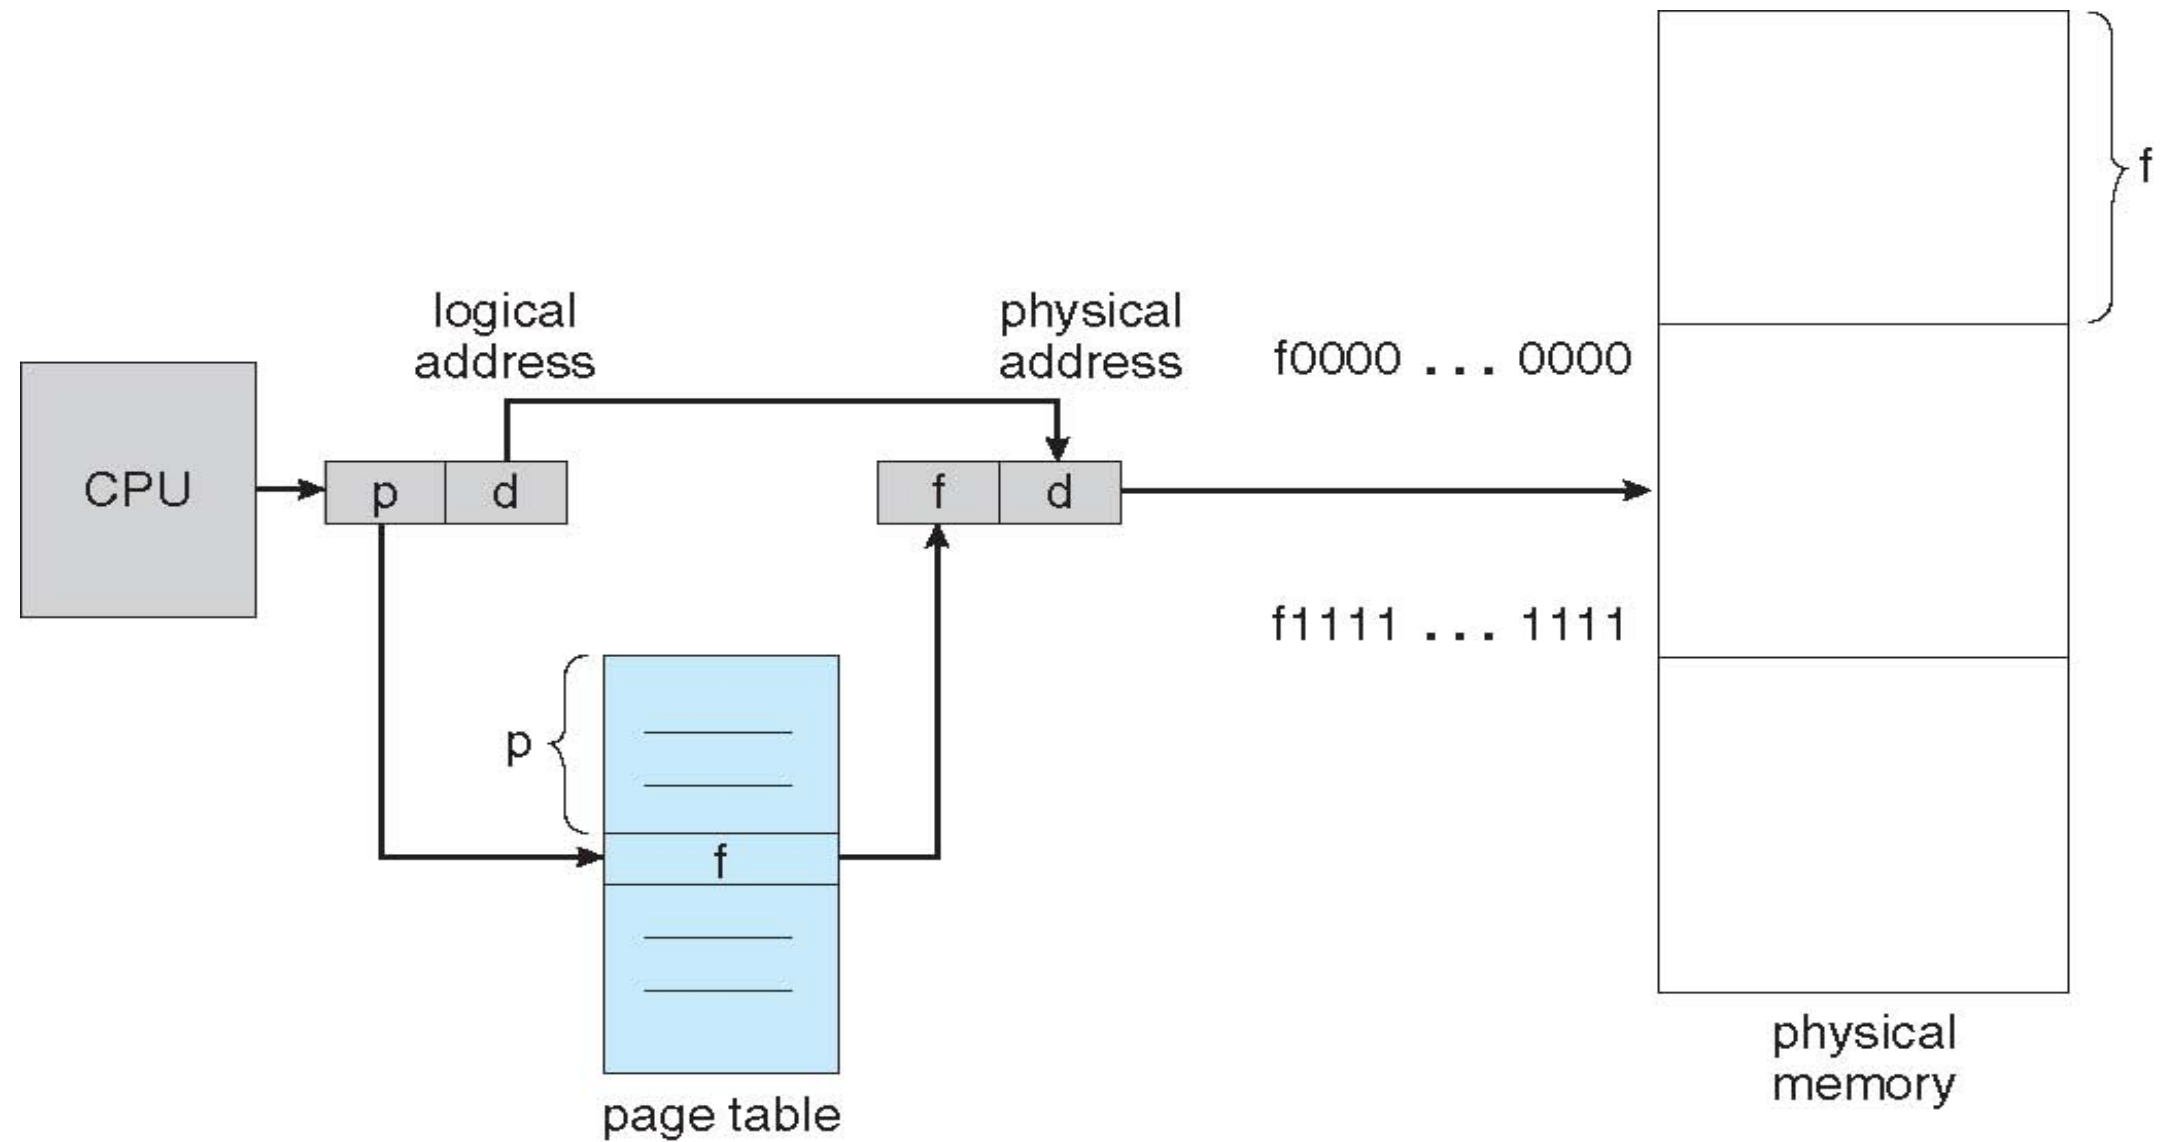 f
logical
address
physical
address
f0000 ... 0000
CPU
p d
f d
f1111 ... 1111
p
f
page table
physical
memory